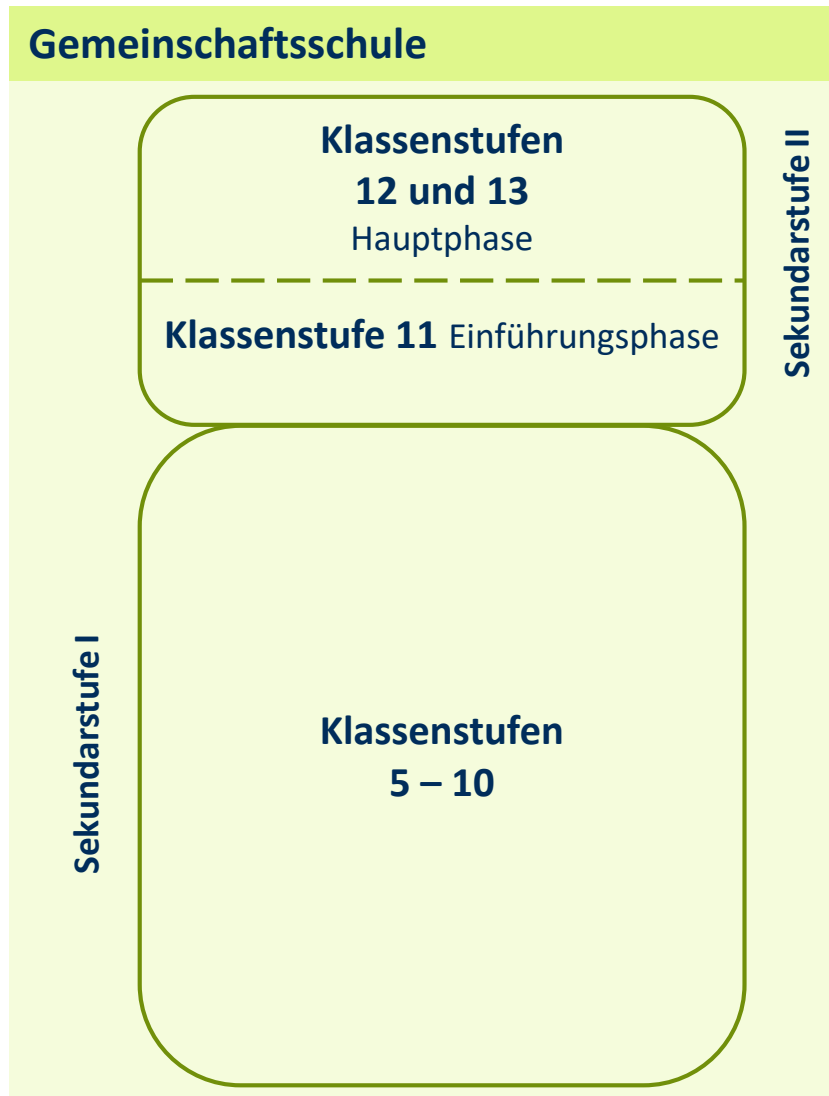 Gemeinschaftsschule
Klassenstufen
12 und 13
Hauptphase
Klassenstufe 11 Einführungsphase
Sekundarstufe II
Sekundarstufe I
Klassenstufen
5 – 10